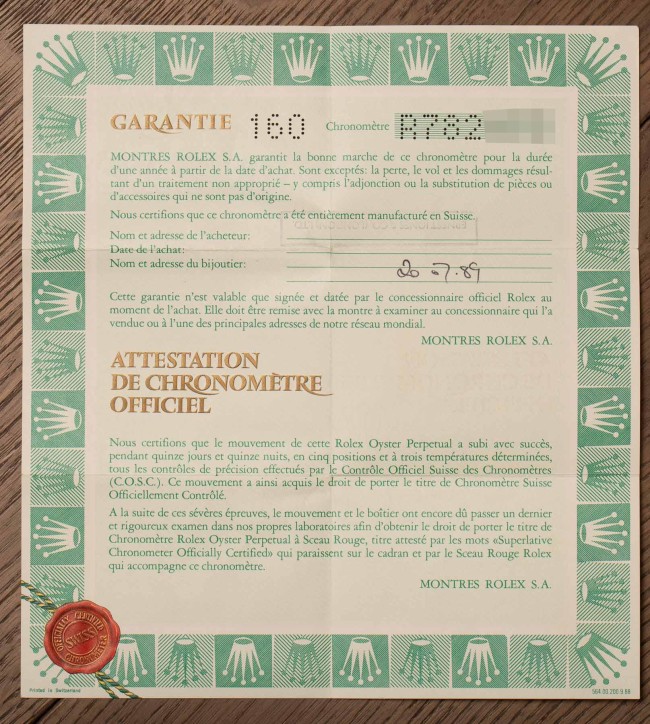 GARANTIE 160 Chronomètre R782
MONTRES ROLEX S.A. garantit la bonne marche de ce chronomètre pour la durée
d'une année à partir de la date d'achat. Sont exceptés: la perte, le vol et les dommages résul-
tant d'un traitement non approprié – y compris l'adjonction ou la substitution de pièces ou
d'accessoires qui ne sont pas d'origine.
Nous certifions que ce chronomètre a été entièrement manufacturé en Suisse.
Nom et adresse de l'acheteur:
Date de l'achat:
Nom et adresse du bijoutier:
20.07.89
Cette garantie n'est valable que signée et datée par le concessionnaire officiel Rolex au
moment de l'achat. Elle doit être remise avec la montre à examiner au concessionnaire qui l'a
vendue ou à l'une des principales adresses de notre réseau mondial.
MONTRES ROLEX S.A.
ATTESTATION
DE CHRONOMÈTRE
OFFICIEL
Nous certifions que le mouvement de cette Rolex Oyster Perpetual a subi avec succès,
pendant quinze jours et quinze nuits, en cinq positions et à trois températures déterminées,
tous les contrôles de précision effectués par le Contrôle Officiel Suisse des Chronomètres
(C.O.S.C.). Ce mouvement a ainsi acquis le droit de porter le titre de Chronomètre Suisse
Officiellement Contrôlé.
A la suite de ces sévères épreuves, le mouvement et le boîtier ont encore dû passer un dernier
et rigoureux examen dans nos propres laboratoires afin d'obtenir le droit de porter le titre de
Chronomètre Rolex Oyster Perpetual à Sceau Rouge, titre attesté par les mots «Superlative
Chronometer Officially Certified» qui paraissent sur le cadran et par le Sceau Rouge Rolex
qui accompagne ce chronomètre.
MONTRES ROLEX S.A.
OFFICIALLY CERTIFIED
SUISSE
CHRONOMETER
Printed in Switzerland
564.00.200.9.88